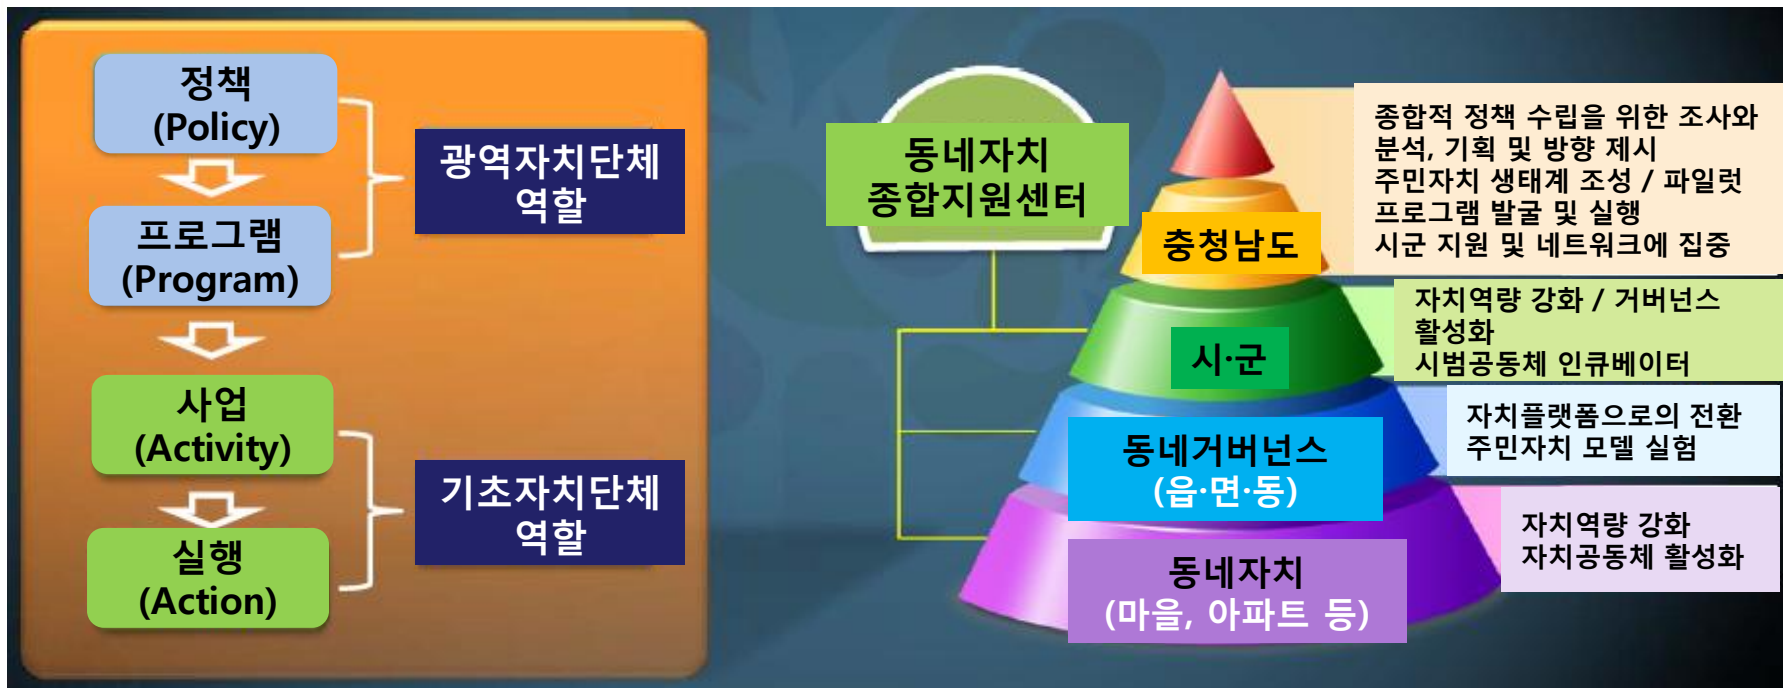 정책
(Policy)
프로그램
(Program)
사업
(Activity)
실행
(Action)
광역자치단체
역할
기초자치단체
역할
동네자치
종합지원센터
충청남도
시·군
동네거버넌스
(읍·면·동)
동네자치
(마을, 아파트 등)
종합적 정책 수립을 위한 조사와
분석, 기획 및 방향 제시
주민자치 생태계 조성 / 파일럿
프로그램 발굴 및 실행
시군 지원 및 네트워크에 집중
자치역량 강화 / 거버넌스
활성화
시범공동체 인큐베이터
자치플랫폼으로의 전환
주민자치 모델 실험
자치역량 강화
자치공동체 활성화